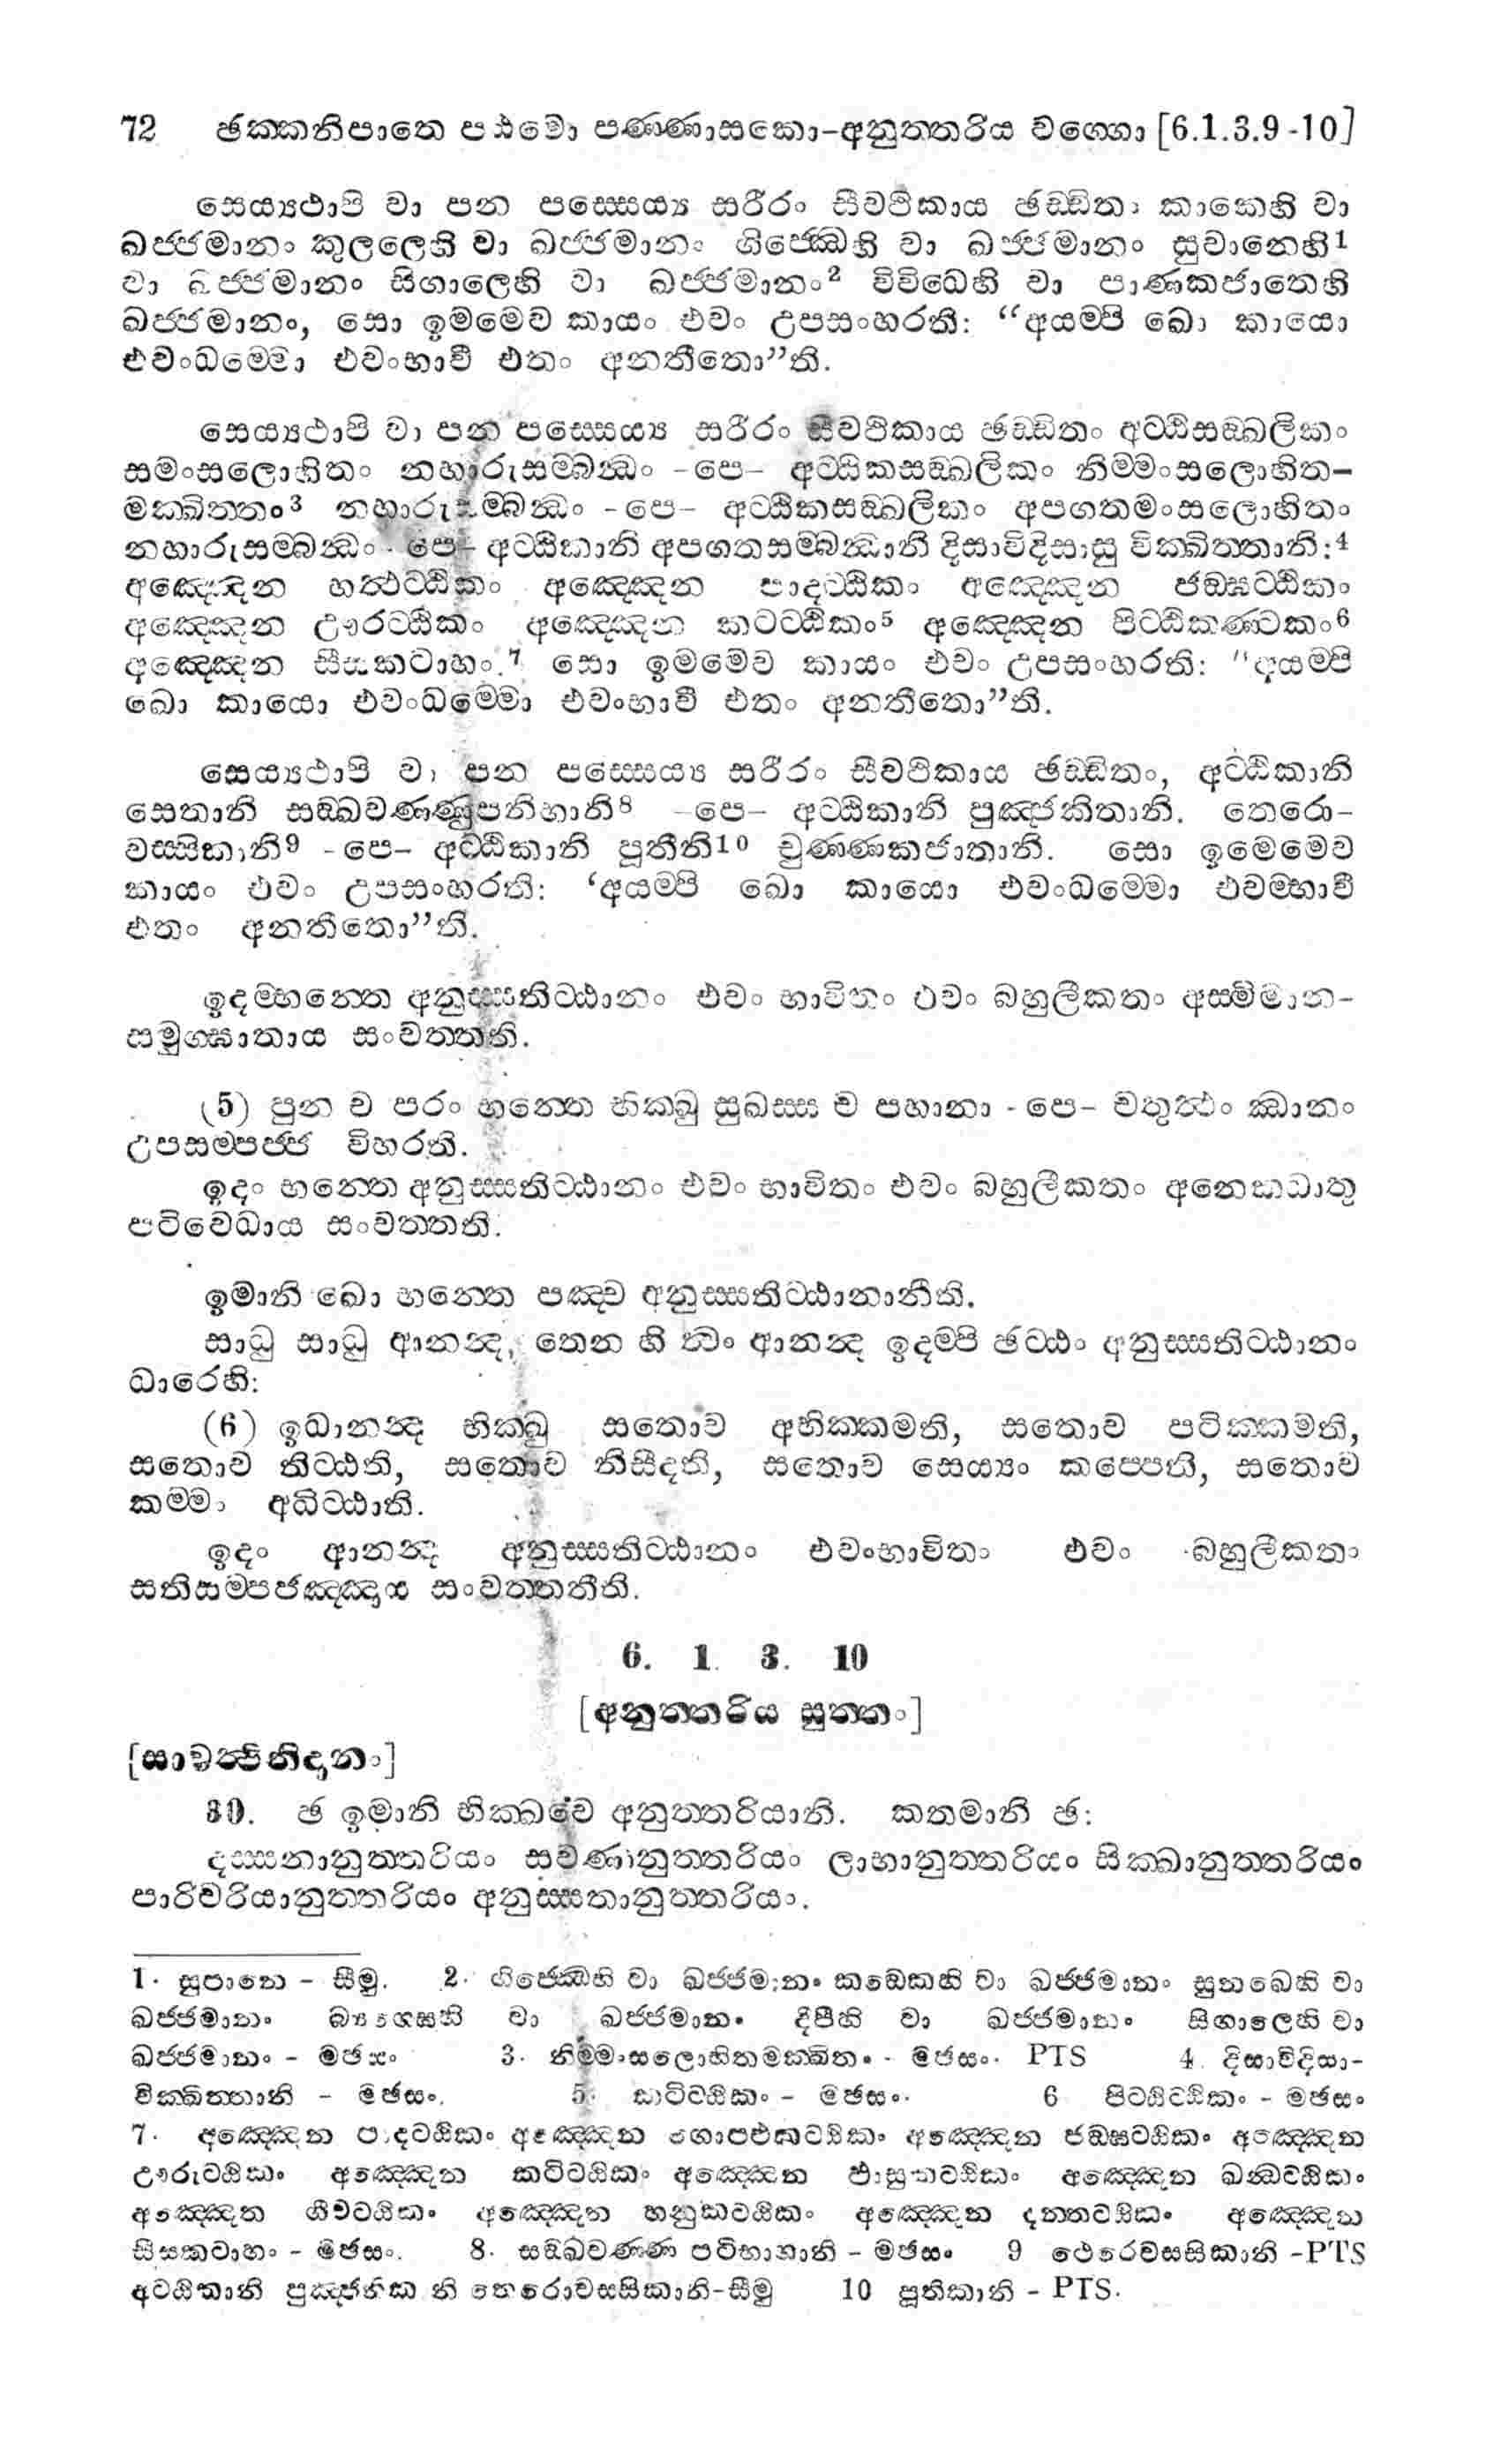 72 ඡක්කනිපාතො පඨමො පණ්ණාසකො-අනුත්තරිය වග්ගො [6.1.3.9 -10]
සෙය්‍යථාපි වා පන පස්සෙය්‍ය සරීරං සීවථිකාය ඡඩ්ඩිතං කාකෙහි වා
ඛජ්ජමානං කුලලෙහි වා ඛජ්ජමානං ගිජ්ඣෙහි වා ඛජ්ජමානං සුවානෙහි1
වා ඛජ්ජමානං සිගාලෙහි වා ඛජ්ජමානං2 විවිධෙහි වා පාණකජාතෙහි
ඛජ්ජමානං, සො ඉමමෙව කායං එවං උපසංහරති: “අයම්පි ඛො කායො
එවංධම්මො එවංභාවී එතං අනතීතො”ති.
සෙය්‍යථාපි වා පන පස්සෙය්‍ය සරීරං සීවථිකාය ඡඩ්ඩිතං අට්ඨිසඞ්ඛලිකං
සමංසලොහිතං නහාරුසම්බන්ධං -පෙ- අට්ඨිකසඞ්ඛලිකං නිම්මංසලොහිත-
මක්ඛිත්තං3 නහාරුසම්බන්ධං -පෙ- අට්ඨිකසඞ්ඛලිකං අපගතමංසලොහිතං
නහාරුසම්බන්ධං -පෙ- අට්ඨිකානි අපගතසම්බන්ධානි දිසාවිදිසාසු වික්ඛිත්තානි:4
අඤ්ඤෙන හත්ථට්ඨිකං අඤ්ඤෙන පාදට්ඨිකං අඤ්ඤෙන ජඞ්ඝට්ඨිකං
අඤ්ඤෙන ඌරට්ඨිකං අඤ්ඤෙන කටට්ඨිකං5 අඤ්ඤෙන පිට්ඨිකණ්ටකං6
අඤ්ඤෙන සීසකටාහං.7 සො ඉමමෙව කායං එවං උපසංහරති: “අයම්පි
ඛො කායො එවංධම්මො එවංභාවී එතං අනතීතො”ති.
සෙය්‍යථාපි වා පන පස්සෙය්‍ය සරීරං සීවථිකාය ඡඩ්ඩිතං, අට්ඨිකානි
සෙතානි සඞ්ඛවණ්ණුපනිභානි8 -පෙ- අට්ඨිකානි පුඤ්ජකිතානි. තෙරො-
වස්සිකානි9 -පෙ- අට්ඨිකානි පූතීනි10 චුණ්ණකජාතානි. සො ඉමෙමෙව
කායං එවං උපසංහරති: ‘අයම්පි ඛො කායො එවංධම්මො එවම්භාවී
එතං අනතීතො”ති.
ඉදම්භන්තෙ අනුස්සතිට්ඨානං එවං භාවිතං එවං බහුලීකතං අස්මිමාන-
සමුග්ඝාතාය සංවත්තති.
(5) පුන ච පරං භන්තෙ භික්ඛු සුඛස්ස ච පහානා -පෙ- චතුත්ථං ඣානං
උපසම්පජ්ජ විහරති.
ඉදං භන්තෙ අනුස්සතිට්ඨානං එවං භාවිතං එවං බහුලීකතං අනෙකධාතු
පටිවෙධාය සංවත්තති.
ඉමානි ඛො භන්තෙ පඤ්ච අනුස්සතිට්ඨානානීති.
සාධු සාධු ආනන්ද, තෙන හි ත්වං ආනන්ද ඉදම්පි ඡට්ඨං අනුස්සතිට්ඨානං
ධාරෙහි:
(6) ඉධානන්ද භික්ඛු සතොව අභික්කමති, සතොව පටික්කමති,
සතොව තිට්ඨති, සතොව නිසීදති, සතොව සෙය්‍යං කප්පෙති, සතොව
කම්මං අධිට්ඨාති.
ඉදං ආනන්ද අනුස්සතිට්ඨානං එවංභාවිතං එවං බහුලීකතං
සතිසම්පජඤ්ඤාය සංවත්තතීති.
6. 1. 3. 10
[අනුත්තරිය සුත්තං]
[සාවත්ථිනිදානං]
30. ඡ ඉමානි භික්ඛවෙ අනුත්තරියානි. කතමානි ඡ:
දස්සනානුත්තරියං සවණානුත්තරියං ලාභානුත්තරියං සික්ඛානුත්තරියං
පාරිචරියානුත්තරියං අනුස්සතානුත්තරියං.
1. සුපානො - සීමු. 2. ගිජ්ඣෙහි වා ඛජ්ජමානං කඞ්කෙහි වා ඛජ්ජමානං සුනඛෙහි වා
ඛජ්ජමානං බ්‍යග්ඝෙහි වා ඛජ්ජමානං දීපීහි වා ඛජ්ජමානං සිගාලෙහි වා
ඛජ්ජමානං - මජසං 3. නිම්මංසලොහිතමක්ඛිතං - මජසං. PTS 4. දිසාවිදිසා-
වික්ඛිත්තානි - මජසං. 5. කටිට්ඨිකං - මජසං. 6 පිට්ඨිට්ඨිකං - මජසං
7. අඤ්ඤෙන පාදට්ඨිකං අඤ්ඤෙන ගොප්ඵකට්ඨිකං අඤ්ඤෙන ජඞ්ඝට්ඨිකං අඤ්ඤෙන
ඌරුට්ඨිකං අඤ්ඤෙන කටිට්ඨිකං අඤ්ඤෙන ඵාසුකට්ඨිකං අඤ්ඤෙන ඛන්ධට්ඨිකං
අඤ්ඤෙන ගීවට්ඨිකං අඤ්ඤෙන හනුකට්ඨිකං අඤ්ඤෙන දන්තට්ඨිකං අඤ්ඤෙන
සීසකටාහං - මජසං. 8. සඞ්ඛවණ්ණ පටිභාගානි - මජසං 9 ථෙරොවස්සිකානි -PTS
අට්ඨිකානි පුඤ්ජකිතානි තෙරොවස්සිකානි-සීමු 10 පූතිකානි - PTS.